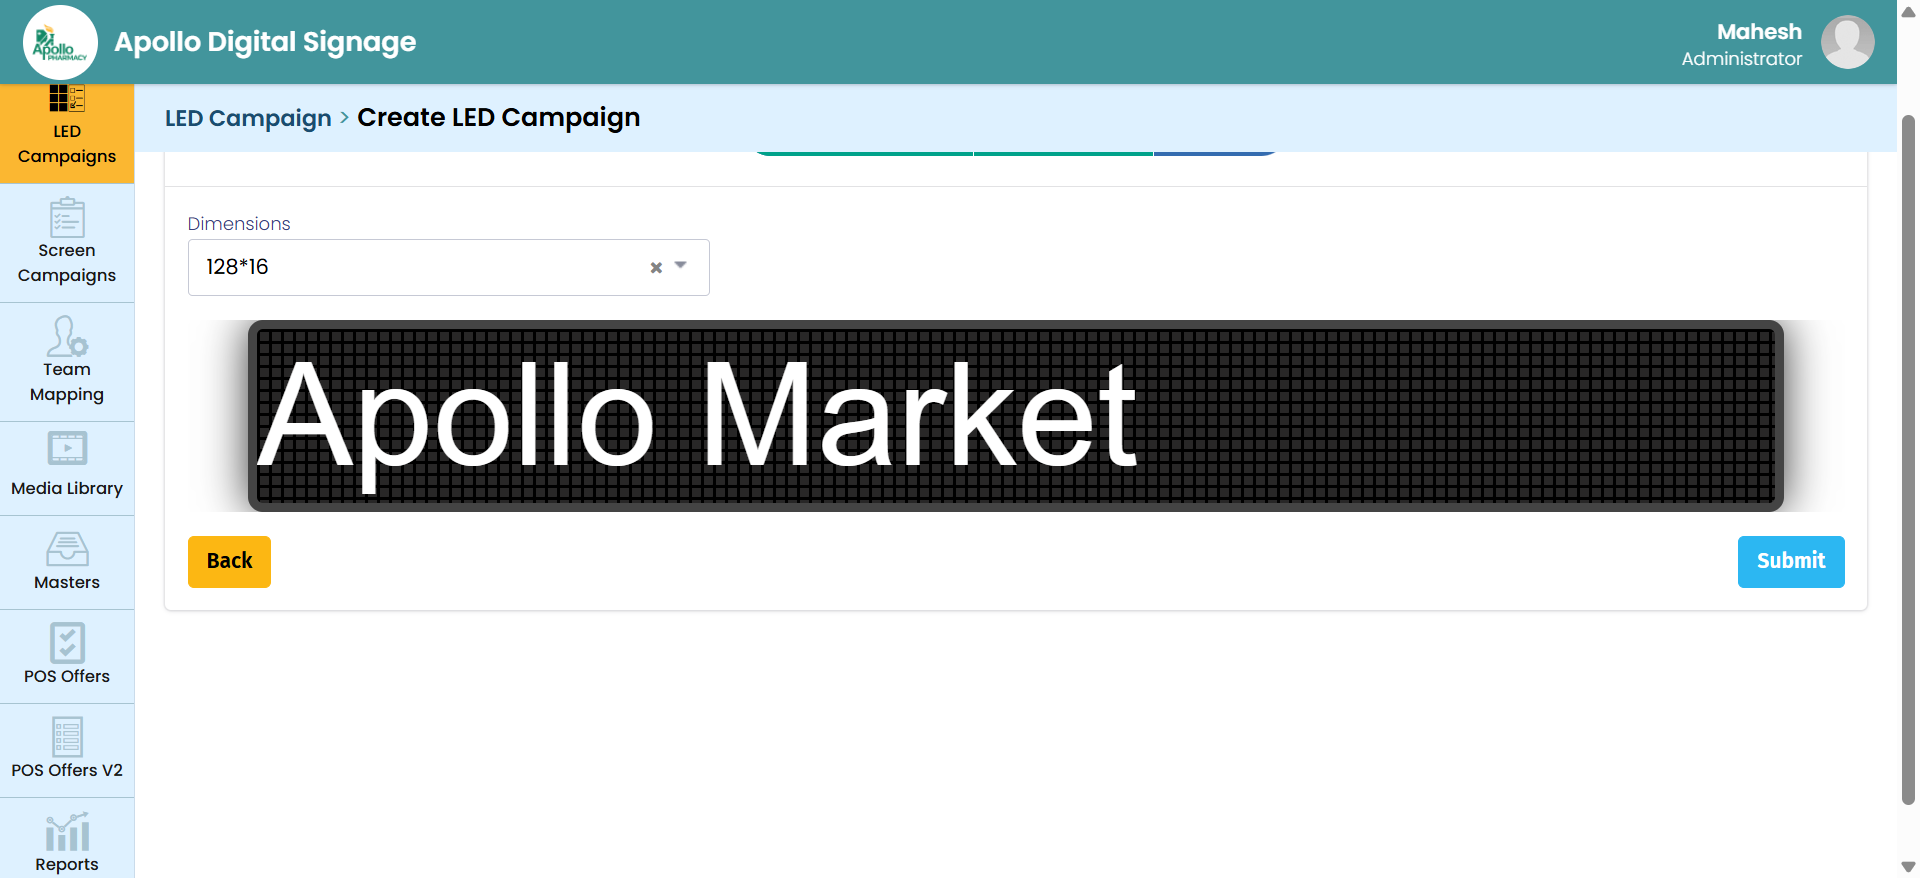 Apollo
PHARMACY
Apollo Digital Signage
Mahesh
Administrator
LED Campaign > Create LED Campaign
LED
Campaigns
Screen
Campaigns
Team
Mapping
Media Library
Masters
POS Offers
POS Offers V2
Reports
Dimensions
128*16
Apollo Market
Back
Submit